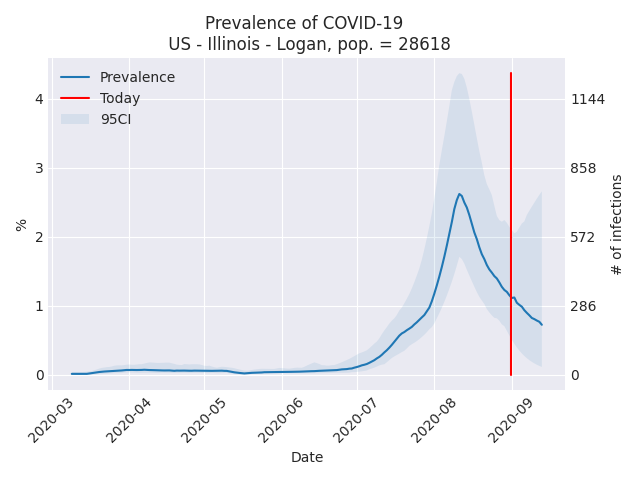 Prevalence of COVID-19
US - Illinois - Logan, pop. = 28618
Prevalence
Today
95CI
4
3
2
1
0
%
1144
858
572
286
0
# of infections
2020-03
2020-04
2020-05
2020-06
2020-07
2020-08
2020-09
Date